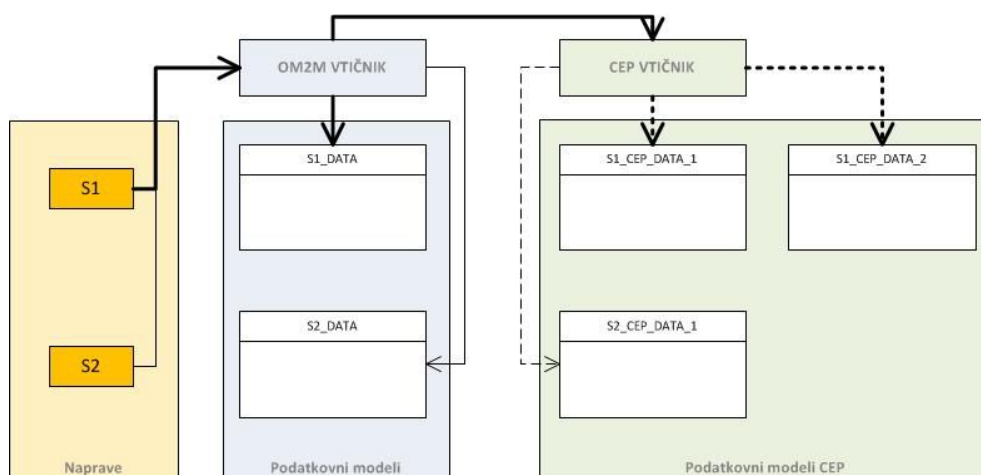 OM2M VTIČNIK
CEP VTIČNIK
S1
S2
Naprave
S1_DATA
S2_DATA
Podatkovni modeli
S1_CEP_DATA_1
S1_CEP_DATA_2
S2_CEP_DATA_1
Podatkovni modeli CEP